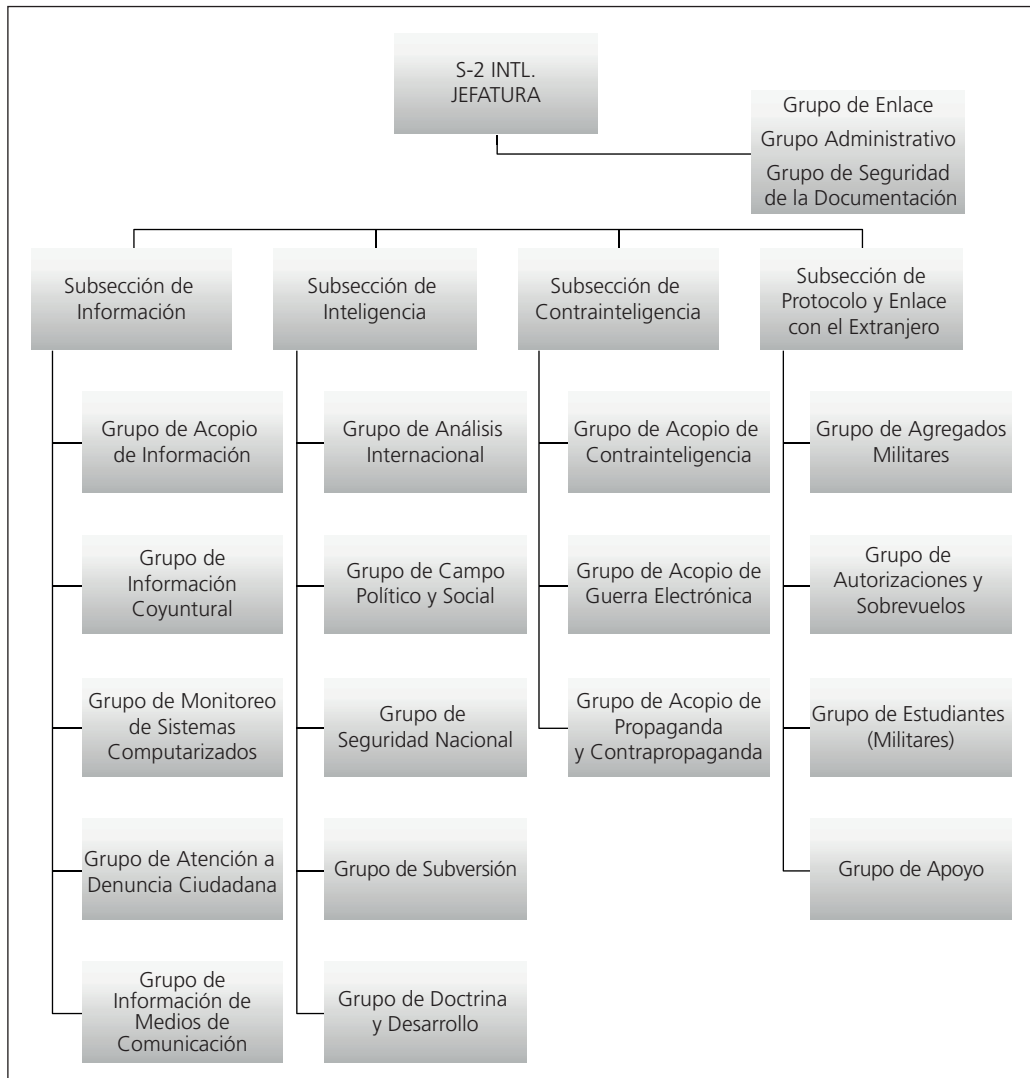 S-2 INTL.
JEFATURA
Grupo de Enlace
Grupo Administrativo
Grupo de Seguridad
de la Documentación
Subsección de
Información
Subsección de
Inteligencia
Subsección de
Contrainteligencia
Subsección de
Protocolo y Enlace
con el Extranjero
Grupo de Acopio
de Información
Grupo de Análisis
Internacional
Grupo de Acopio de
Contrainteligencia
Grupo de Agregados
Militares
Grupo de
Información
Coyuntural
Grupo de Campo
Político y Social
Grupo de Acopio de
Guerra Electrónica
Grupo de
Autorizaciones y
Sobrevuelos
Grupo de Monitoreo
de Sistemas
Computarizados
Grupo de
Seguridad Nacional
Grupo de Acopio de
Propaganda
y Contrapropaganda
Grupo de Estudiantes
(Militares)
Grupo de Atención a
Denuncia Ciudadana
Grupo de Subversión
Grupo de Apoyo
Grupo de
Información de
Medios de
Comunicación
Grupo de Doctrina
y Desarrollo